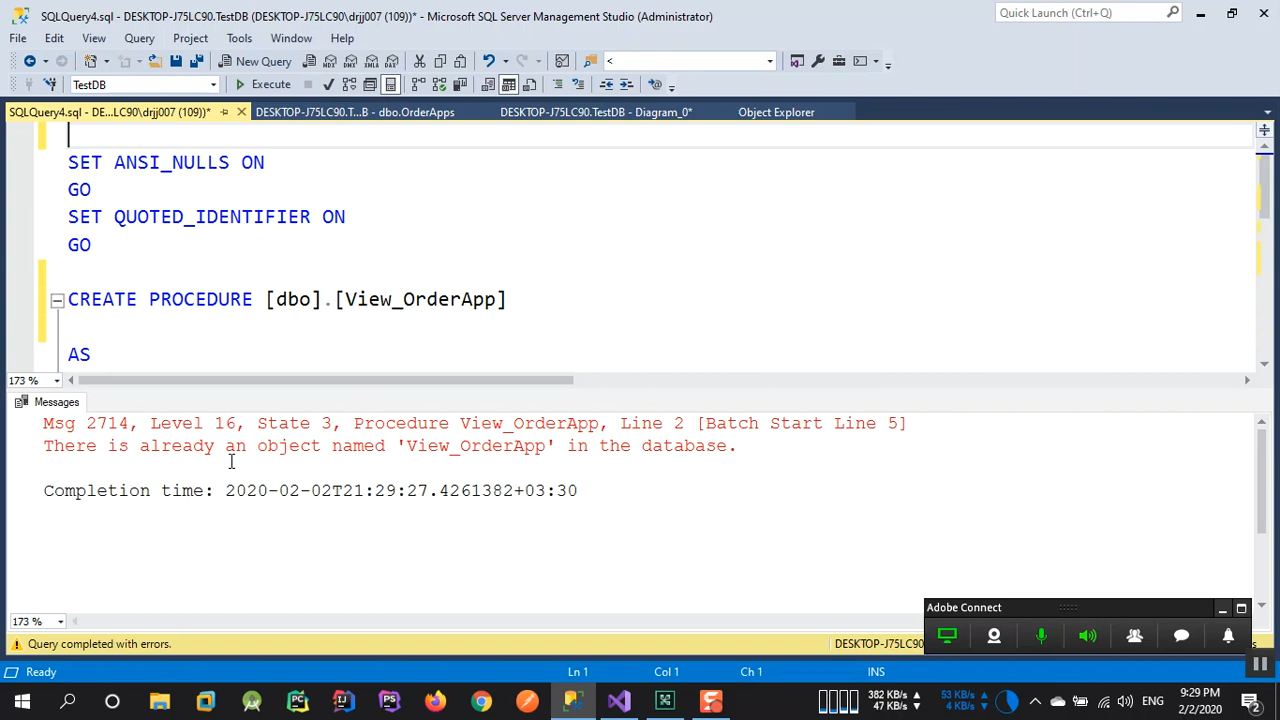 SQLQuery4.sql - DESKTOP-J75LC90.TestDB (DESKTOP-J75LC90\drjj007 (109))* - Microsoft SQL Server Management Studio (Administrator)
Quick Launch (Ctrl+Q)
File Edit View Query Project Tools Window Help
New Query
<
TestDB
Execute
SQLQuery4.sql - DE...LC90\drjj007 (109))*
DESKTOP-J75LC90.T...B - dbo.OrderApps
DESKTOP-J75LC90.TestDB - Diagram_0*
Object Explorer
SET ANSI_NULLS ON
GO
SET QUOTED_IDENTIFIER ON
GO
CREATE PROCEDURE [dbo].[View_OrderApp]
AS
173 %
Messages
Msg 2714, Level 16, State 3, Procedure View_OrderApp, Line 2 [Batch Start Line 5]
There is already an object named 'View_OrderApp' in the database.
Completion time: 2020-02-02T21:29:27.4261382+03:30
Adobe Connect
173 %
Query completed with errors.
DESKTOP-J75LC90
Ready
Ln 1
Col 1
Ch 1
INS
382 KB/s
47 KB/s
53 KB/s
4 KB/s
ENG
9:29 PM
2/2/2020
2